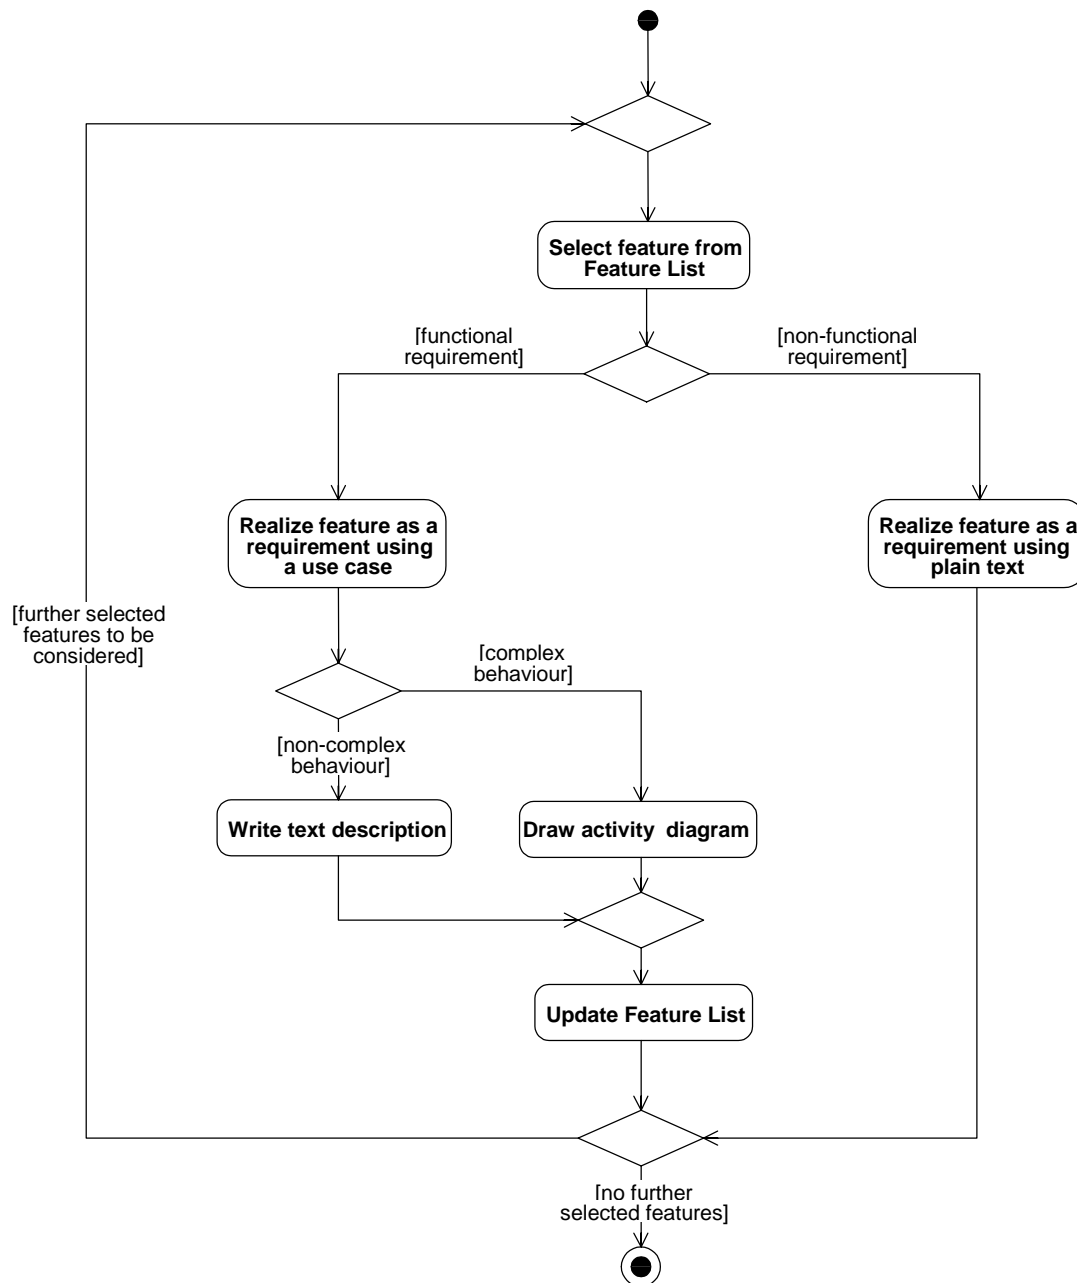 Select feature from
Feature List
[functional
requirement]
[non-functional
requirement]
Realize feature as a
requirement using
a use case
Realize feature as a
requirement using
plain text
[further selected
features to be
considered]
[complex
behaviour]
[non-complex
behaviour]
Write text description
Draw activity  diagram
Update Feature List
[no further
selected features]